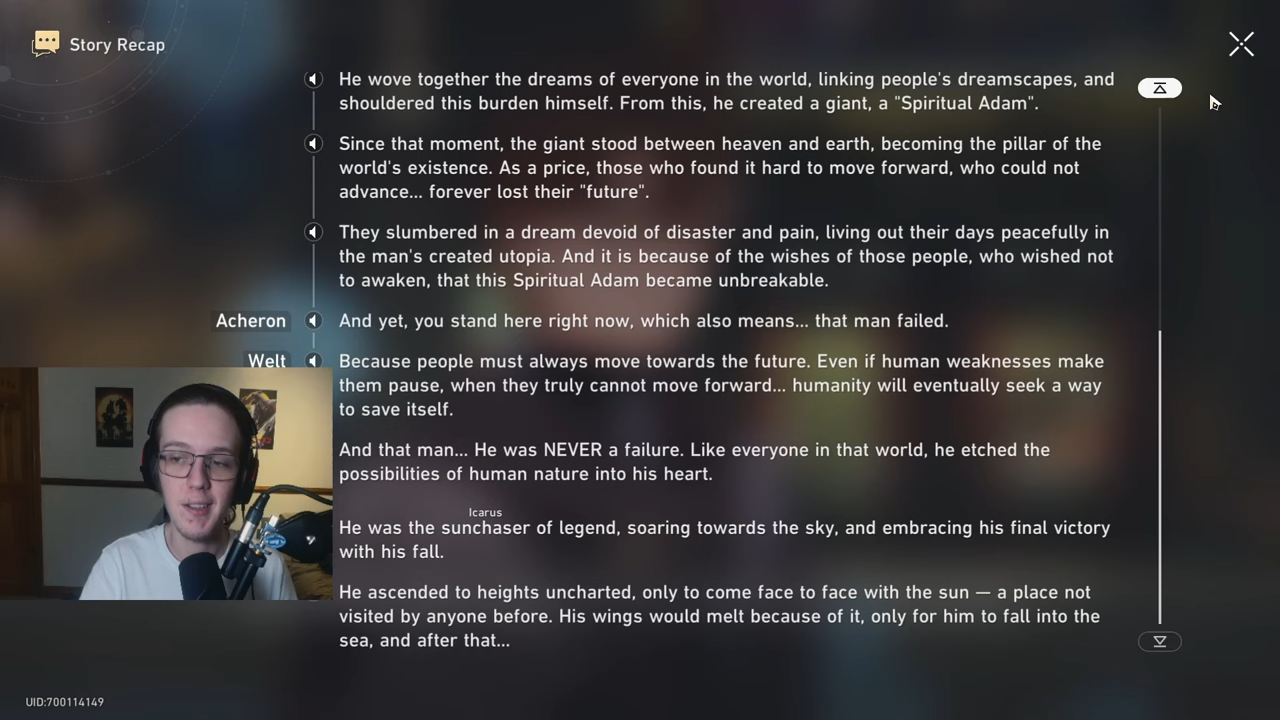 Story Recap
He wove together the dreams of everyone in the world, linking people's dreamscapes, and
shouldered this burden himself. From this, he created a giant, a "Spiritual Adam".
Since that moment, the giant stood between heaven and earth, becoming the pillar of the
world's existence. As a price, those who found it hard to move forward, who could not
advance... forever lost their "future".
They slumbered in a dream devoid of disaster and pain, living out their days peacefully in
the man's created utopia. And it is because of the wishes of those people, who wished not
to awaken, that this Spiritual Adam became unbreakable.
Acheron And yet, you stand here right now, which also means... that man failed.
Welt Because people must always move towards the future. Even if human weaknesses make
them pause, when they truly cannot move forward... humanity will eventually seek a way
to save itself.
And that man... He was NEVER a failure. Like everyone in that world, he etched the
possibilities of human nature into his heart.
Icarus
He was the sunchaser of legend, soaring towards the sky, and embracing his final victory
with his fall.
He ascended to heights uncharted, only to come face to face with the sun — a place not
visited by anyone before. His wings would melt because of it, only for him to fall into the
sea, and after that...
UID:700114149